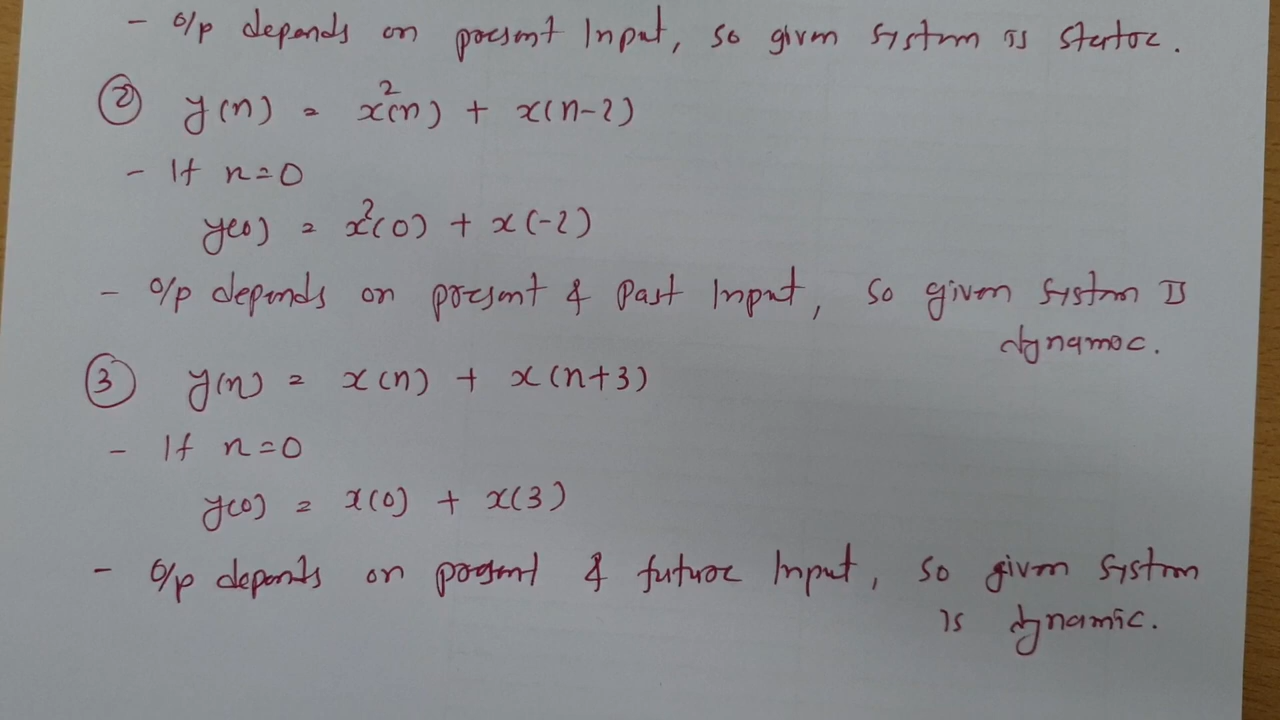 - O/p depends on present Input, so given system is static.
② y(n) = x²(n) + x(n-2)
- If n=0
y(0) = x²(0) + x(-2)
- O/p depends on present & Past Input, so given system is
dynamic.
③ y(n) = x(n) + x(n+3)
- If n=0
y(0) = x(0) + x(3)
- O/p depends on present & future Input, so given system
is dynamic.